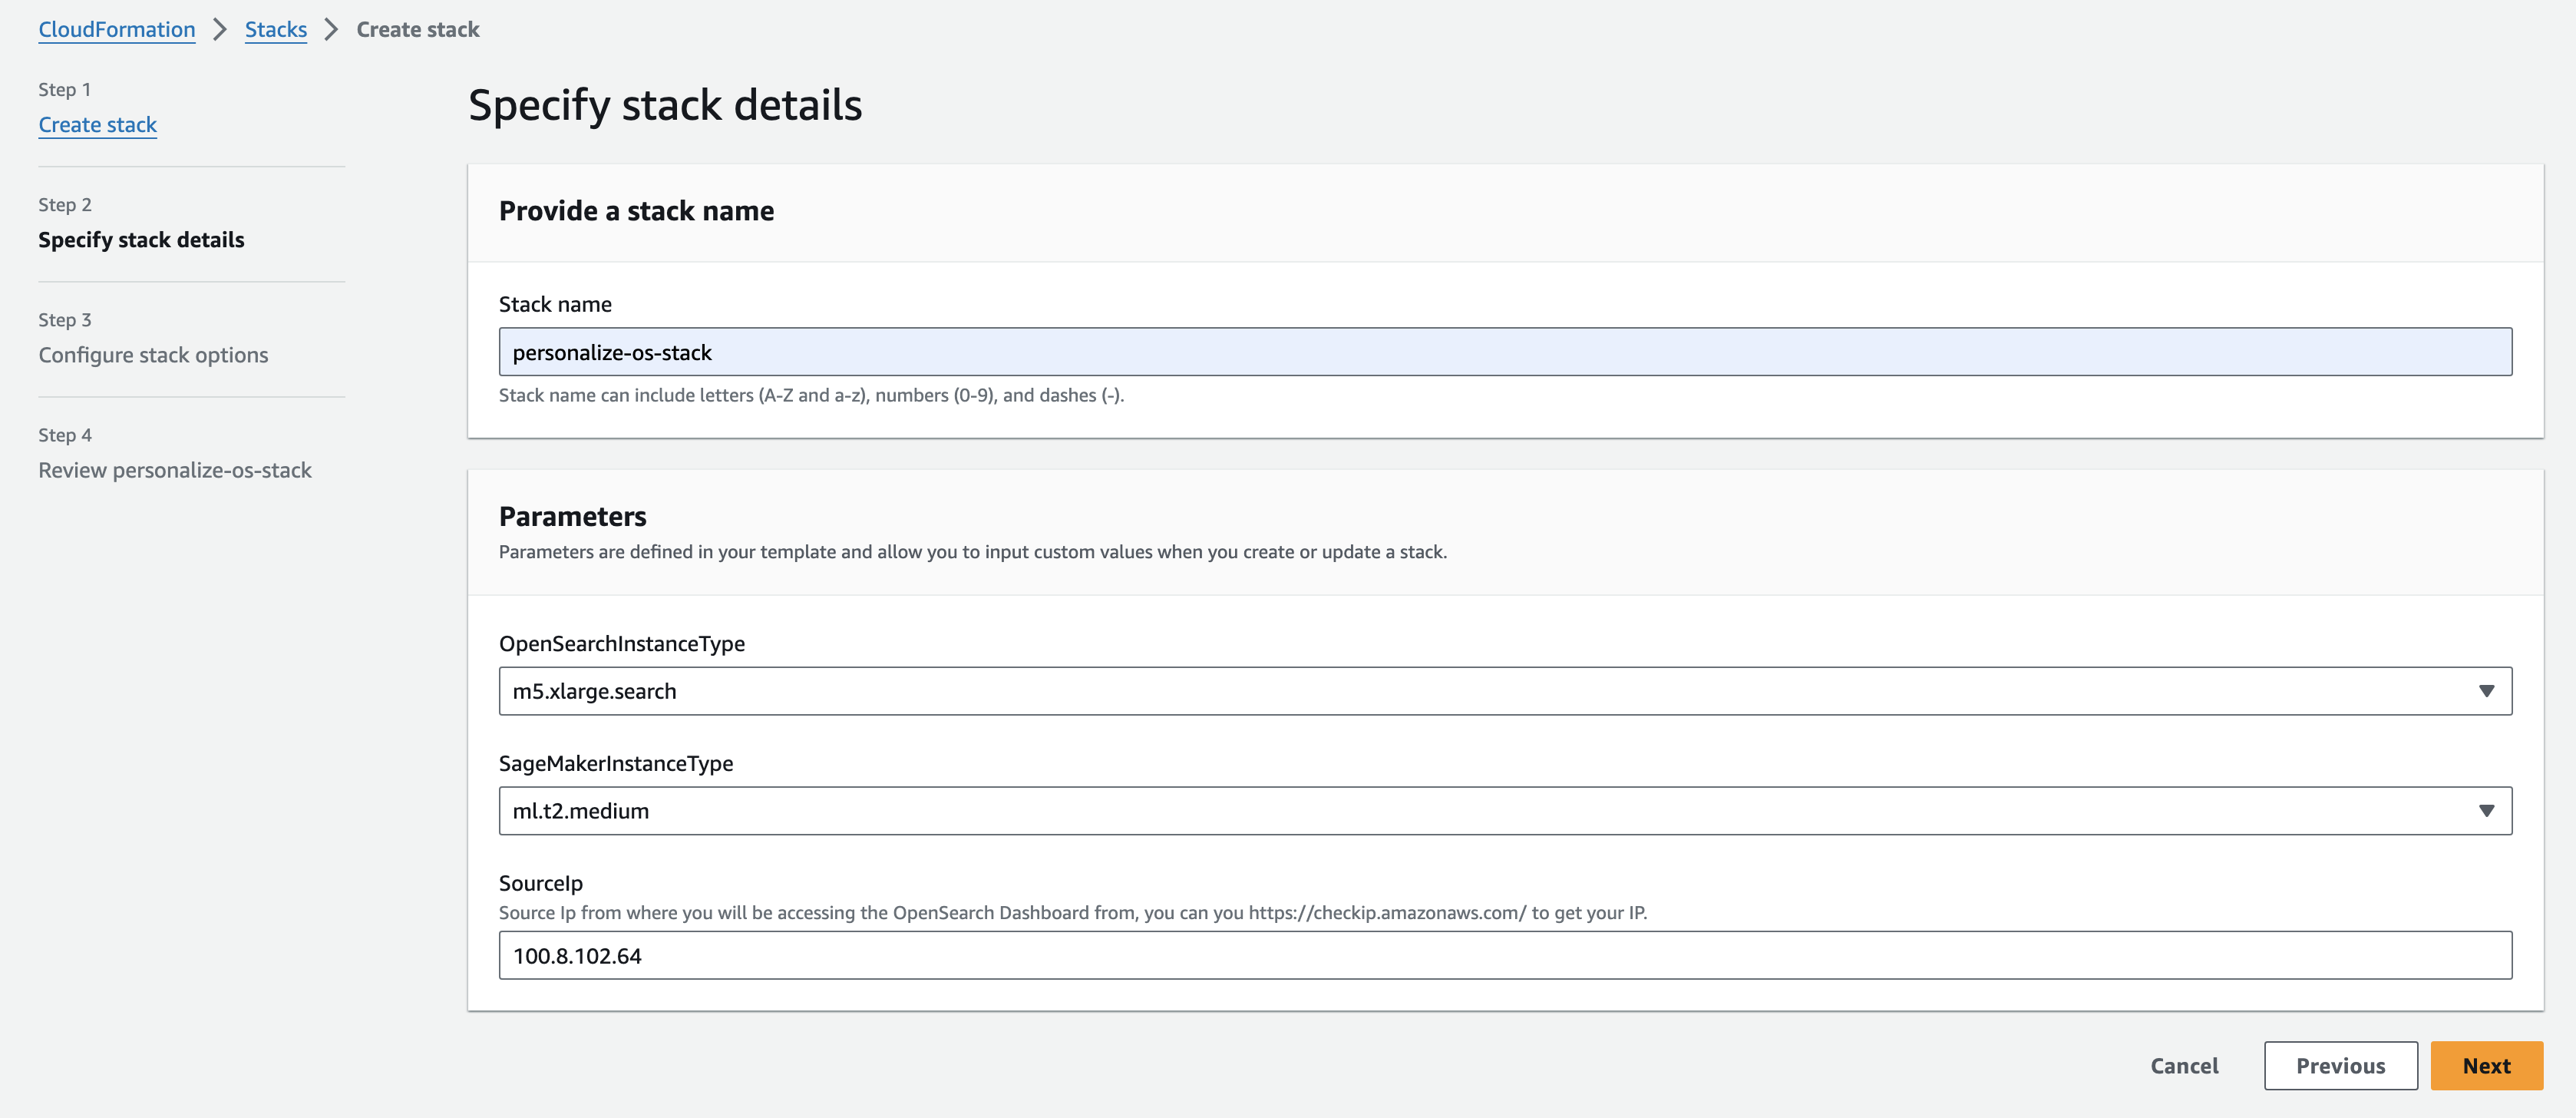 CloudFormation > Stacks > Create stack
Step 1
Create stack
Step 2
Specify stack details
Step 3
Configure stack options
Step 4
Review personalize-os-stack
Specify stack details
Provide a stack name
Stack name
personalize-os-stack
Stack name can include letters (A-Z and a-z), numbers (0-9), and dashes (-).
Parameters
Parameters are defined in your template and allow you to input custom values when you create or update a stack.
OpenSearchInstanceType
m5.xlarge.search
SageMakerInstanceType
ml.t2.medium
SourceIp
Source Ip from where you will be accessing the OpenSearch Dashboard from, you can you https://checkip.amazonaws.com/ to get your IP.
100.8.102.64
Cancel Previous Next